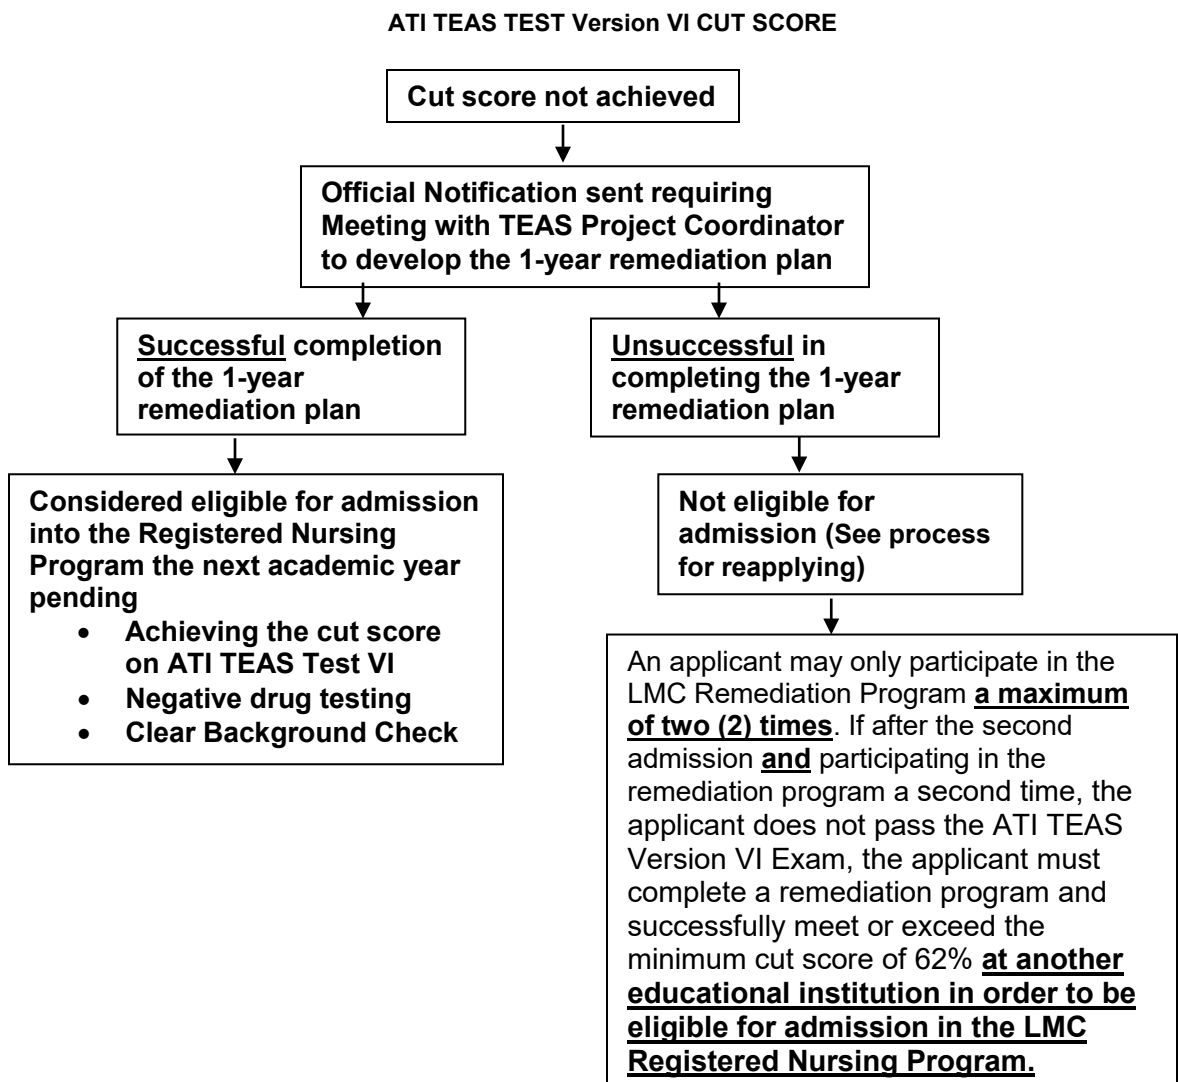 ATI TEAS TEST Version VI CUT SCORE
Cut score not achieved
Official Notification sent requiring
Meeting with TEAS Project Coordinator
to develop the 1-year remediation plan
Successful completion
of the 1-year
remediation plan
Unsuccessful in
completing the 1-year
remediation plan
Considered eligible for admission
into the Registered Nursing
Program the next academic year
pending
• Achieving the cut score
on ATI TEAS Test VI
• Negative drug testing
• Clear Background Check
Not eligible for
admission (See process
for reapplying)
An applicant may only participate in the
LMC Remediation Program a maximum
of two (2) times. If after the second
admission and participating in the
remediation program a second time, the
applicant does not pass the ATI TEAS
Version VI Exam, the applicant must
complete a remediation program and
successfully meet or exceed the
minimum cut score of 62% at another
educational institution in order to be
eligible for admission in the LMC
Registered Nursing Program.